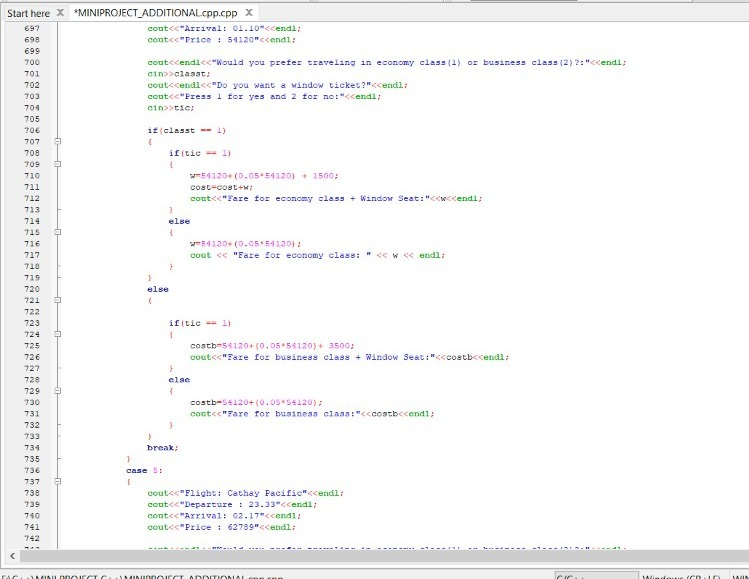 Start here X *MINIPROJECT_ADDITIONAL.cpp.cpp X
697 cout<<"Arrival: 01.10"<<endl;
698 cout<<"Price : 54120"<<endl;
699
700 cout<<endl<<"Would you prefer traveling in economy class(1) or business class(2)?:"<<endl;
701 cin>>classt;
702 cout<<endl<<"Do you want a window ticket?"<<endl;
703 cout<<"Press 1 for yes and 2 for no:"<<endl;
704 cin>>tic;
705
706 if(classt == 1)
707 {
708 if(tic == 1)
709 {
710 w=54120+(0.05*54120) + 1500;
711 cost=cost+w;
712 cout<<"Fare for economy class + Window Seat:"<<w<<endl;
713 }
714 else
715 {
716 w=54120+(0.05*54120);
717 cout << "Fare for economy class: " << w << endl;
718 }
719 }
720 else
721 {
722
723 if(tic == 1)
724 {
725 costb=54120+(0.05*54120)+ 3500;
726 cout<<"Fare for business class + Window Seat:"<<costb<<endl;
727 }
728 else
729 {
730 costb=54120+(0.05*54120);
731 cout<<"Fare for business class:"<<costb<<endl;
732 }
733 }
734 break;
735 }
736 case 5:
737 {
738 cout<<"Flight: Cathay Pacific"<<endl;
739 cout<<"Departure : 23.33"<<endl;
740 cout<<"Arrival: 02.17"<<endl;
741 cout<<"Price : 62789"<<endl;
742